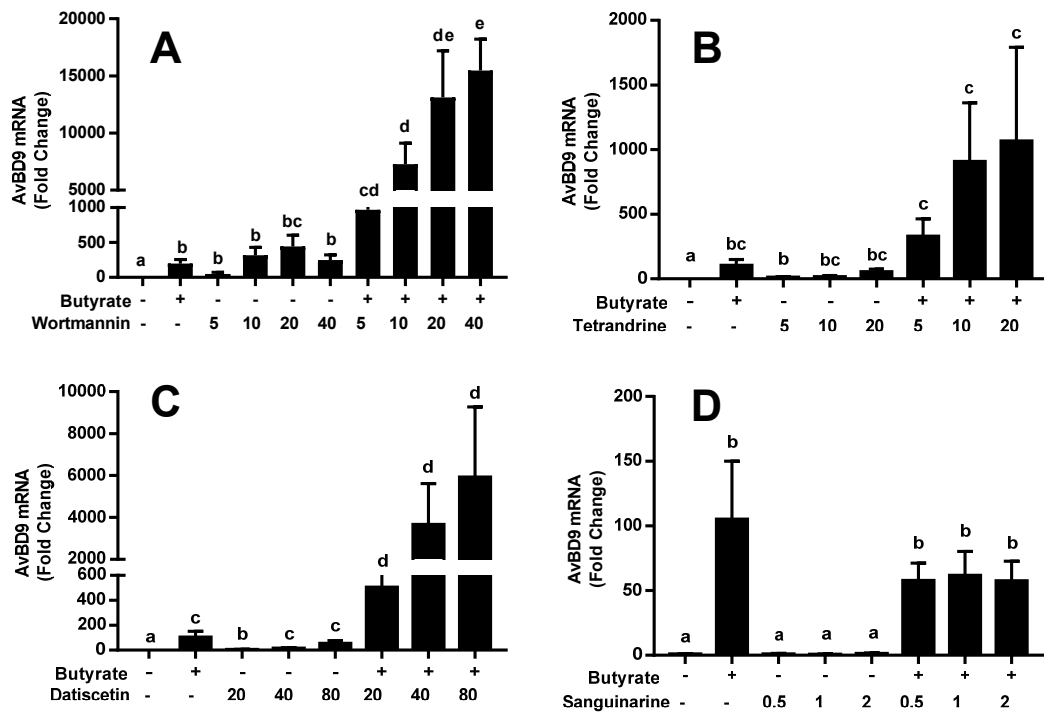 A
AvBD9 mRNA
(Fold Change)
20000
15000
10000
5000
1000
500
0
a b b b bc b cd d de e
Butyrate - + - - - - + + + +
Wortmannin - - 5 10 20 40 5 10 20 40
B
AvBD9 mRNA
(Fold Change)
2000
1500
1000
500
0
a bc b bc bc c c c
Butyrate - + - - - + + +
Tetrandrine - - 5 10 20 5 10 20
C
AvBD9 mRNA
(Fold Change)
10000
8000
6000
4000
2000
600
400
200
0
a c b c c d d d
Butyrate - + - - - + + +
Datiscetin - - 20 40 80 20 40 80
D
AvBD9 mRNA
(Fold Change)
200
150
100
50
0
a b a a a b b b
Butyrate - + - - - + + +
Sanguinarine - - 0.5 1 2 0.5 1 2